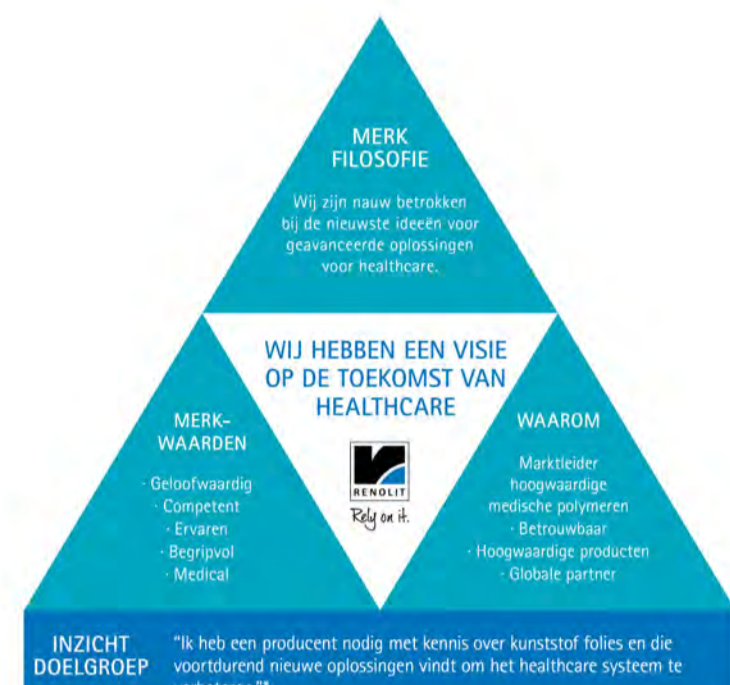 MERK
FILOSOFIE
Wij zijn nauw betrokken
bij de nieuwste ideeën voor
geavanceerde oplossingen
voor healthcare.
WIJ HEBBEN EEN VISIE
OP DE TOEKOMST VAN
HEALTHCARE
RENOLIT
Rely on it.
MERK-
WAARDEN
· Geloofwaardig
· Competent
· Ervaren
· Begripvol
· Medical
WAAROM
Marktleider
hoogwaardige
medische polymeren
· Betrouwbaar
· Hoogwaardige producten
· Globale partner
INZICHT
DOELGROEP
"Ik heb een producent nodig met kennis over kunststof folies en die
voortdurend nieuwe oplossingen vindt om het healthcare systeem te